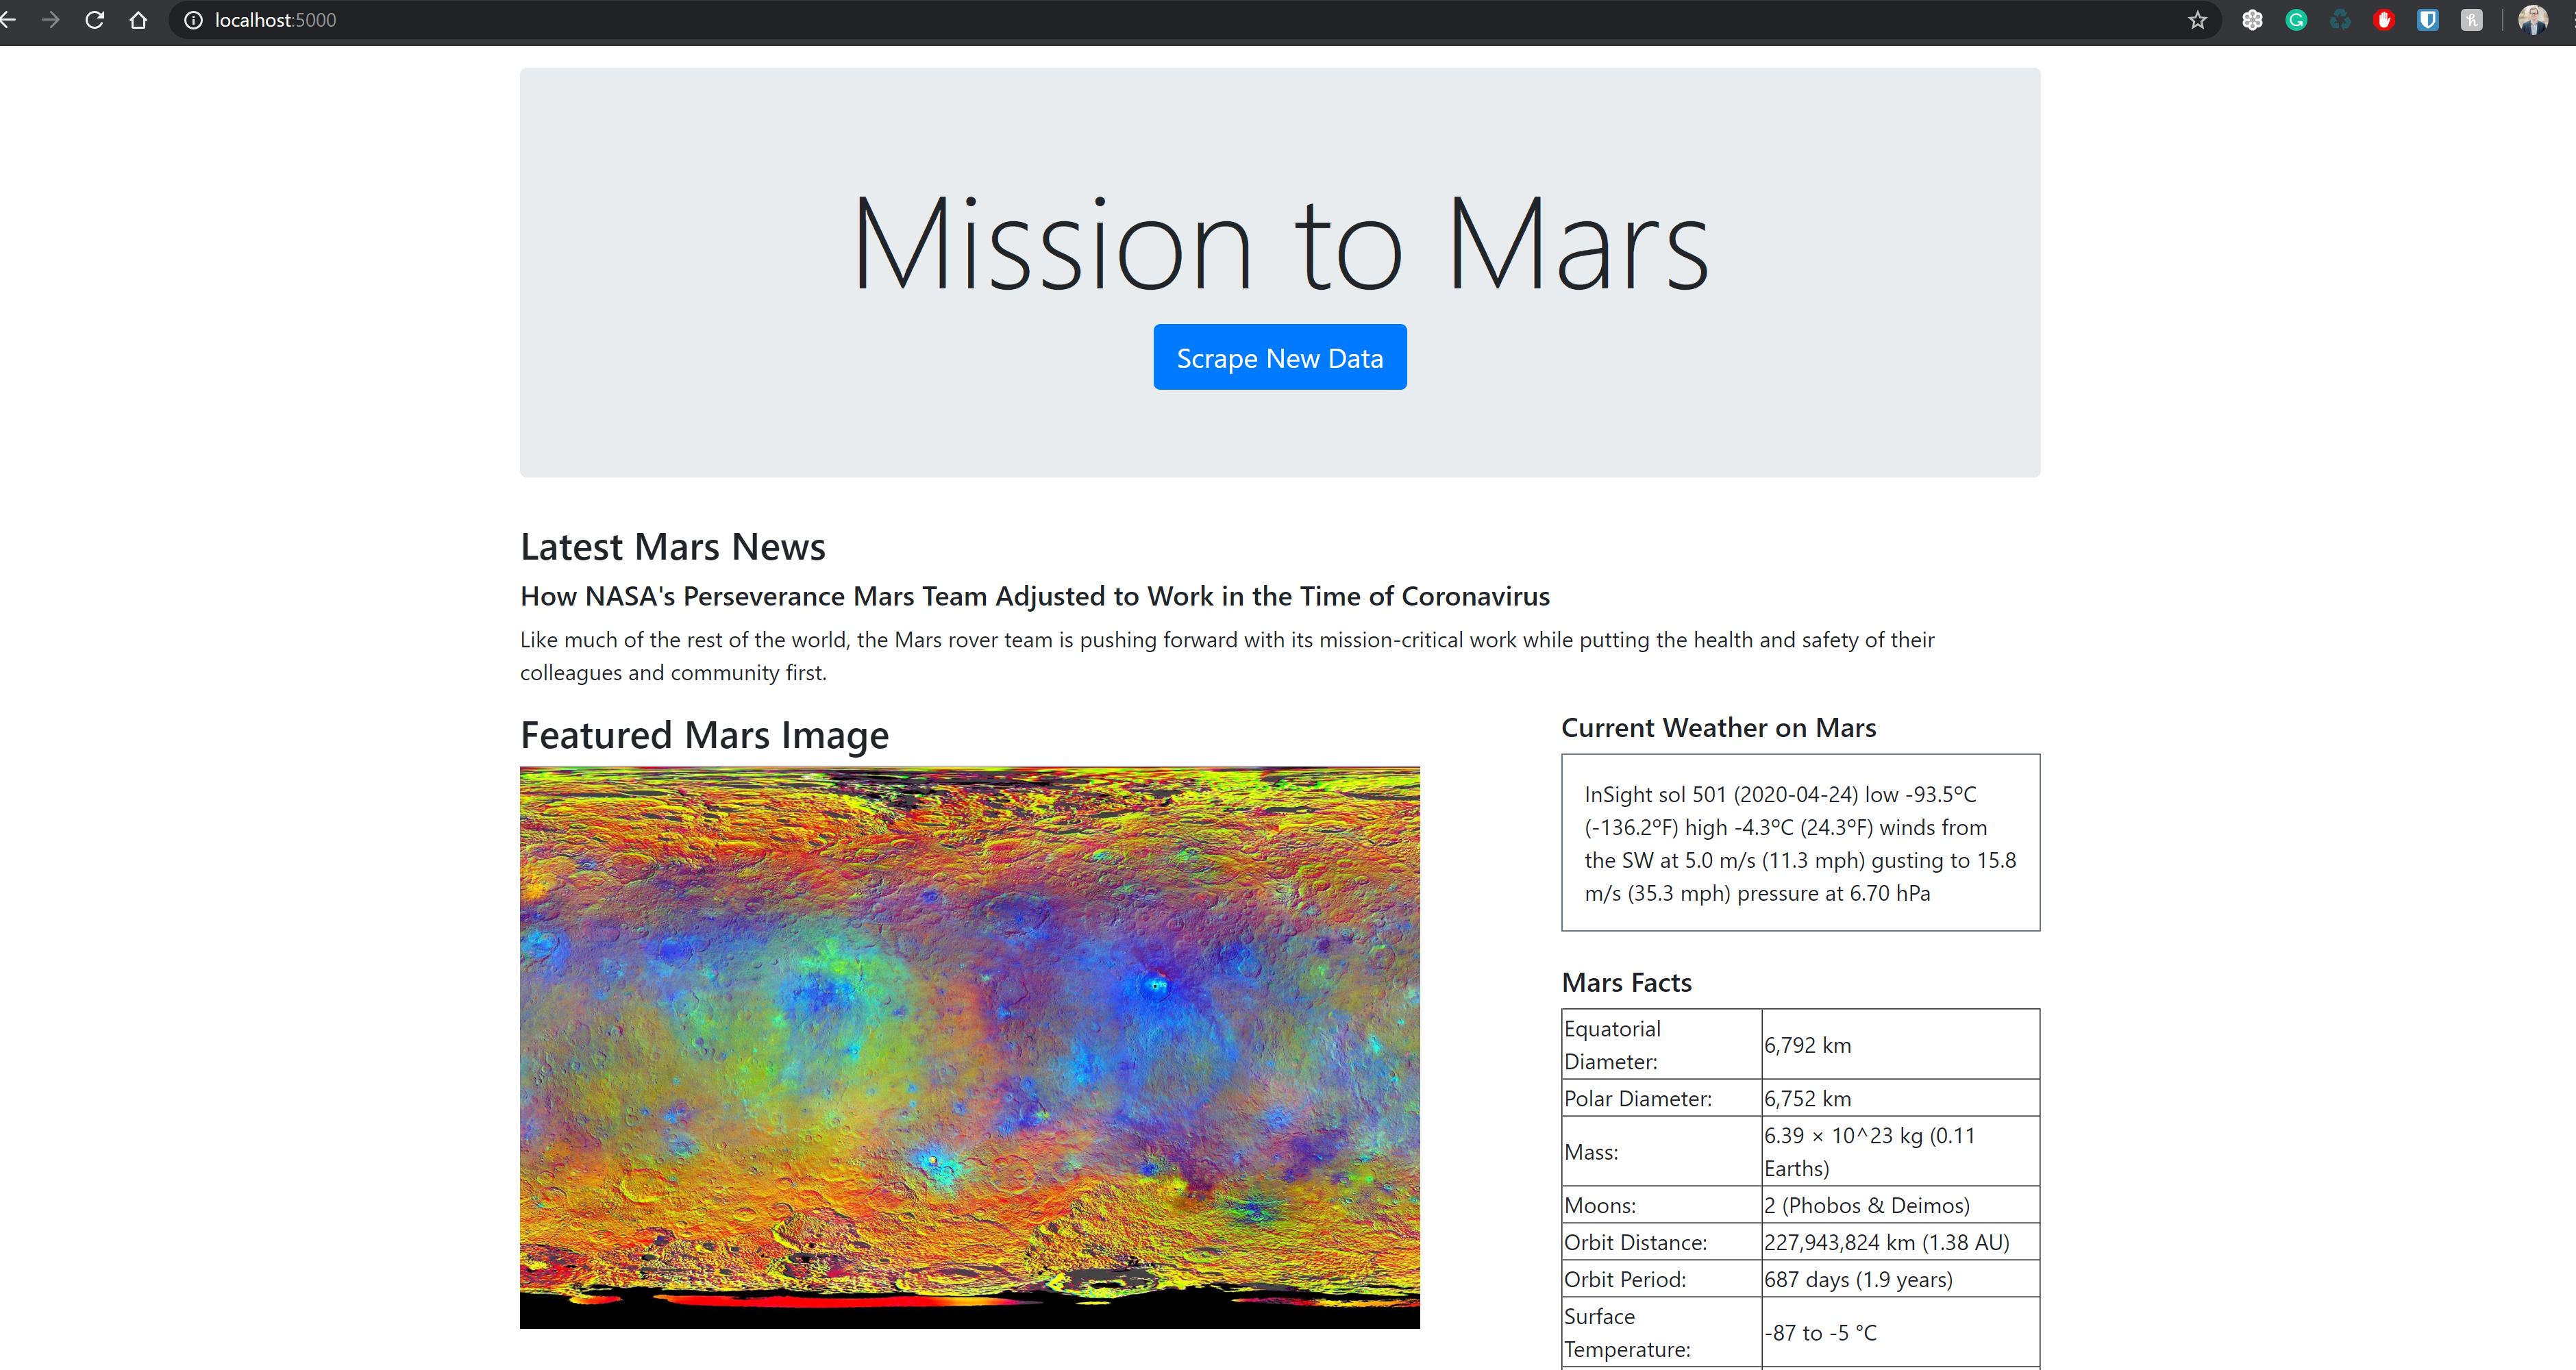 localhost:5000
Mission to Mars
Scrape New Data
Latest Mars News
How NASA's Perseverance Mars Team Adjusted to Work in the Time of Coronavirus
Like much of the rest of the world, the Mars rover team is pushing forward with its mission-critical work while putting the health and safety of their
colleagues and community first.
Featured Mars Image
Current Weather on Mars
InSight sol 501 (2020-04-24) low -93.5ºC
(-136.2ºF) high -4.3ºC (24.3ºF) winds from
the SW at 5.0 m/s (11.3 mph) gusting to 15.8
m/s (35.3 mph) pressure at 6.70 hPa
Mars Facts
Equatorial
Diameter:
6,792 km
Polar Diameter:
6,752 km
Mass:
6.39 × 10^23 kg (0.11
Earths)
Moons:
2 (Phobos & Deimos)
Orbit Distance:
227,943,824 km (1.38 AU)
Orbit Period:
687 days (1.9 years)
Surface
Temperature:
-87 to -5 °C